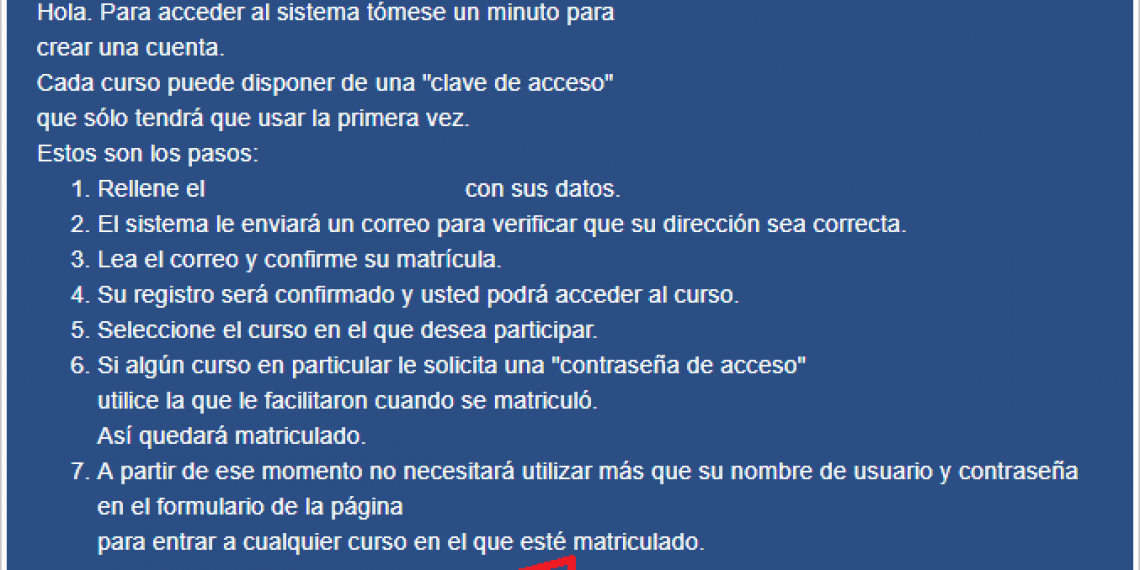 Hola. Para acceder al sistema tómese un minuto para
crear una cuenta.
Cada curso puede disponer de una "clave de acceso"
que sólo tendrá que usar la primera vez.
Estos son los pasos:
1. Rellene el con sus datos.
2. El sistema le enviará un correo para verificar que su dirección sea correcta.
3. Lea el correo y confirme su matrícula.
4. Su registro será confirmado y usted podrá acceder al curso.
5. Seleccione el curso en el que desea participar.
6. Si algún curso en particular le solicita una "contraseña de acceso"
utilice la que le facilitaron cuando se matriculó.
Así quedará matriculado.
7. A partir de ese momento no necesitará utilizar más que su nombre de usuario y contraseña
en el formulario de la página
para entrar a cualquier curso en el que esté matriculado.